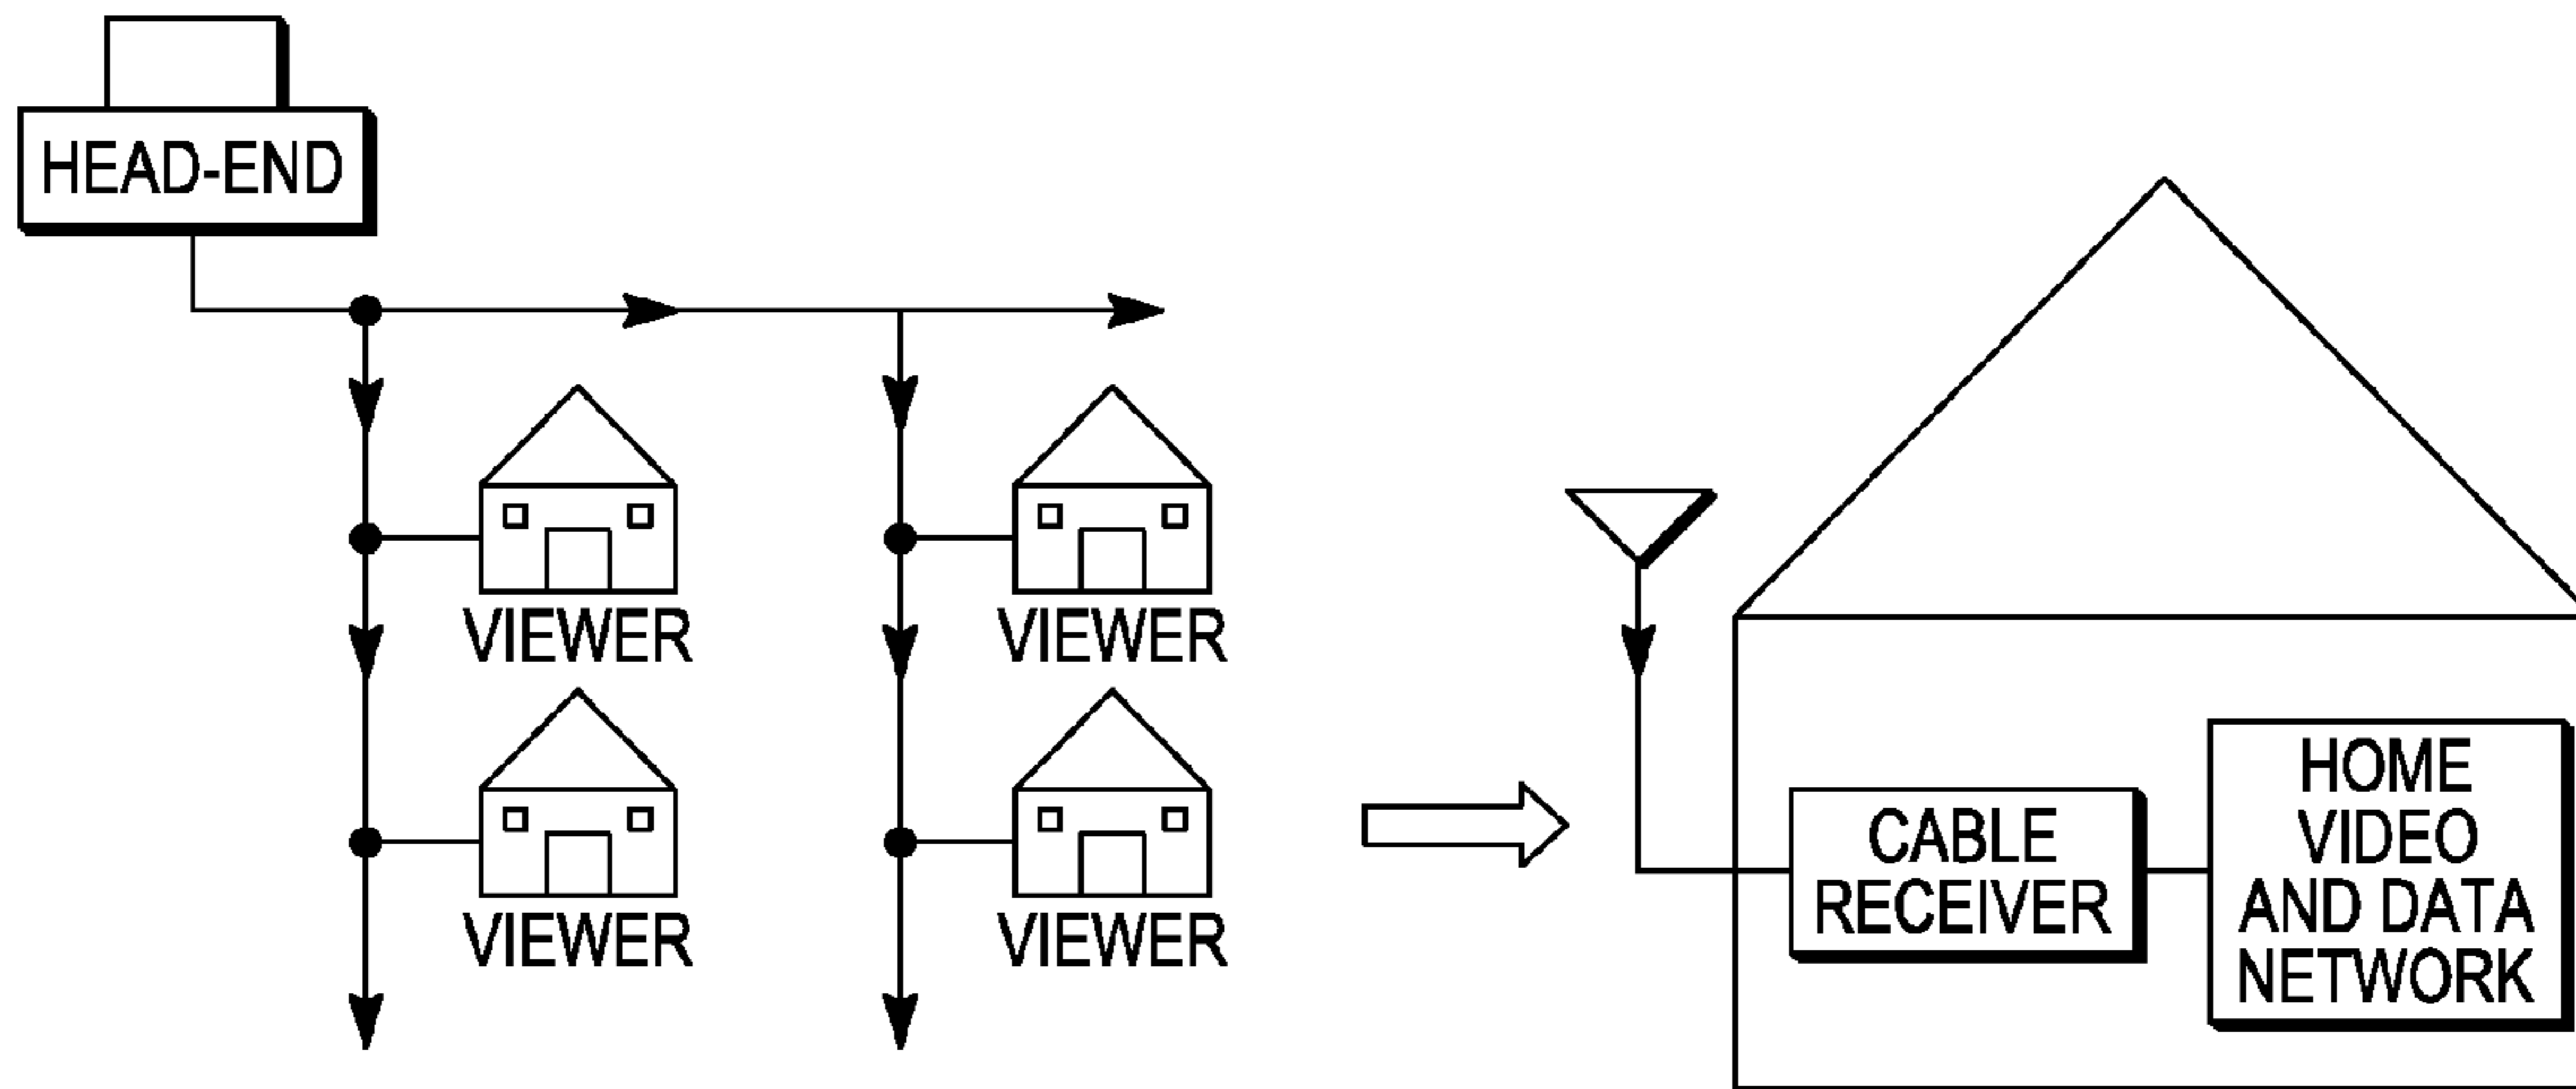 HEAD-END
VIEWER
VIEWER
VIEWER
VIEWER
CABLE
RECEIVER
HOME
VIDEO
AND DATA
NETWORK